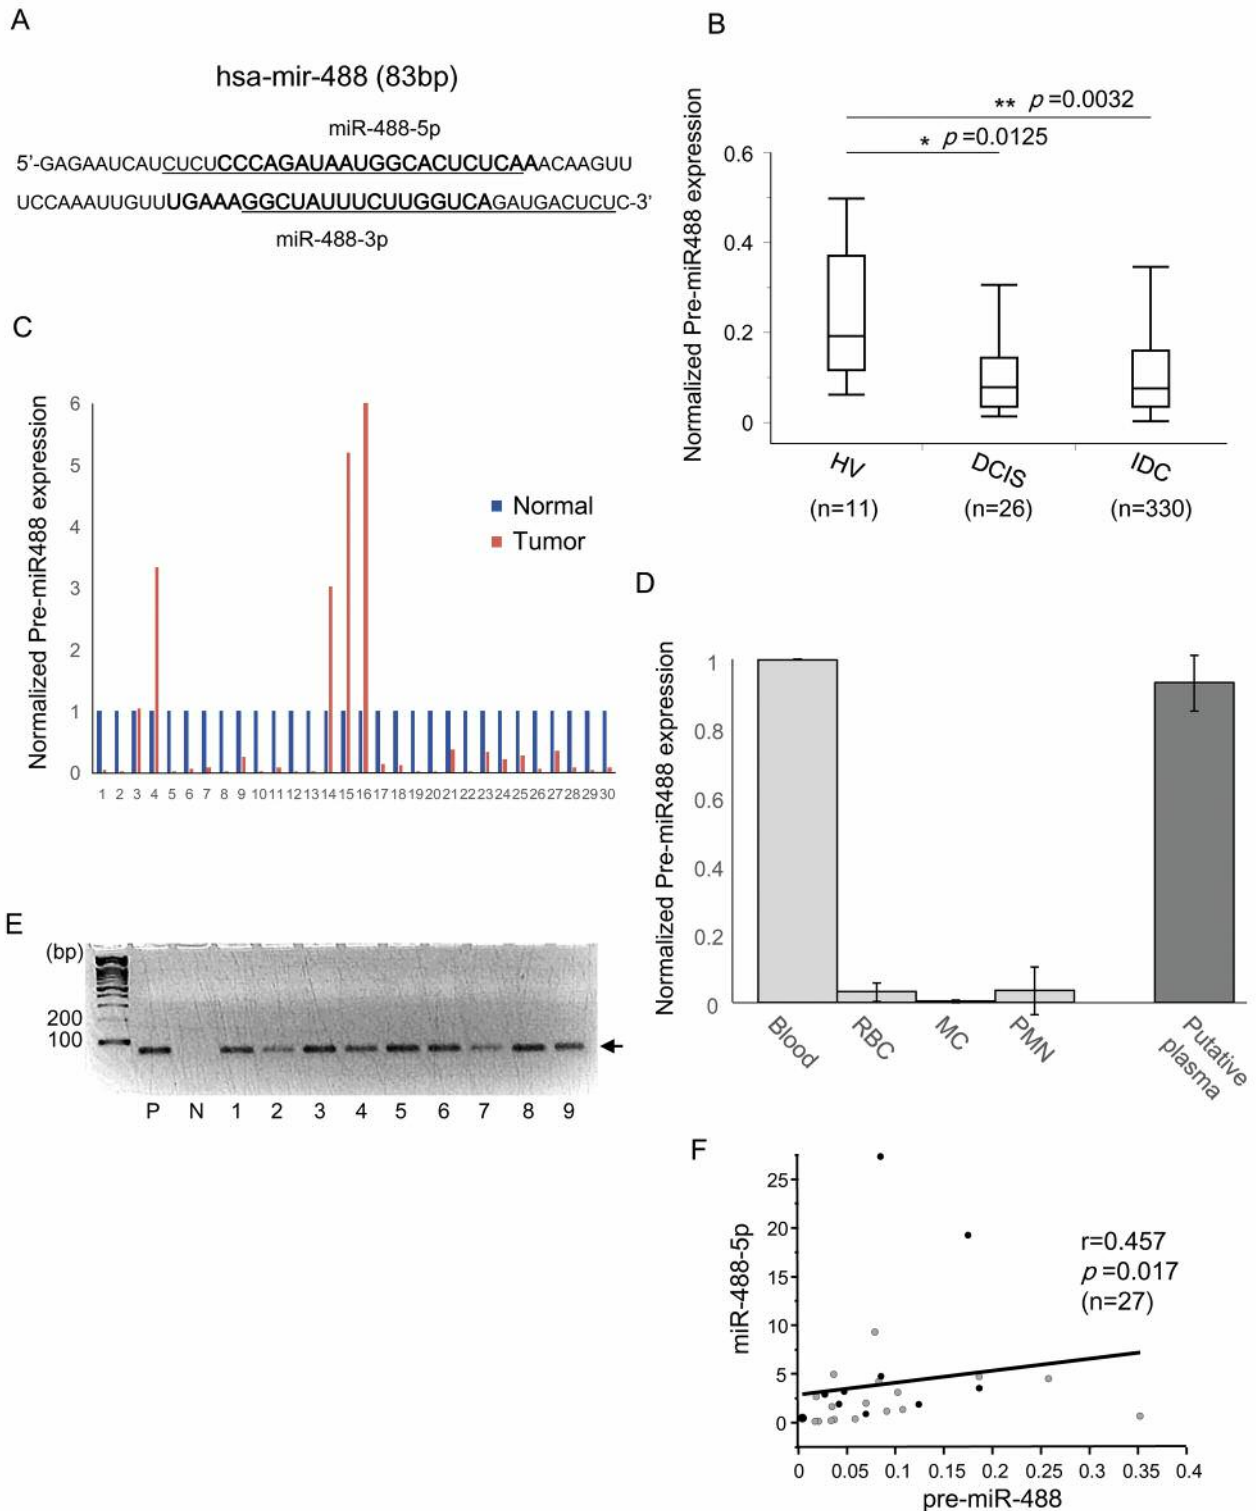 A
hsa-mir-488 (83bp)
miR-488-5p
5'-GAGAAUCAUCUCUCCCAGAUAAUGGCACUCUCAAACAAGUU
UCCAAAUUGUUUGAAAGGCUAUUUCUUGGUCAGAUGACUCUC-3'
miR-488-3p
B
Normalized Pre-miR488 expression
** p=0.0032
* p=0.0125
0.6
0.4
0.2
0
HV
DCIS
IDC
(n=11)
(n=26)
(n=330)
C
Normalized Pre-miR488 expression
6
5
4
3
2
1
0
Normal
Tumor
1 2 3 4 5 6 7 8 9 10 11 12 13 14 15 16 17 18 19 20 21 22 23 24 25 26 27 28 29 30
D
Normalized Pre-miR488 expression
1
0.8
0.6
0.4
0.2
0
Blood
RBC
MC
PMN
Putative
plasma
E
(bp)
200
100
P N 1 2 3 4 5 6 7 8 9
F
miR-488-5p
25
20
15
10
5
0
r=0.457
p=0.017
(n=27)
0 0.05 0.1 0.15 0.2 0.25 0.3 0.35 0.4
pre-miR-488